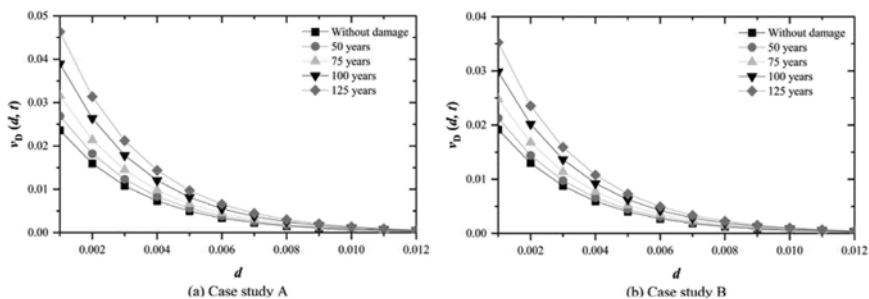 0.05
0.04
0.03
0.02
0.01
0.00
v_D (d, t)
Without damage
50 years
75 years
100 years
125 years
0.002
0.004
0.006
0.008
0.010
0.012
d
(a) Case study A
0.04
0.03
0.02
0.01
0.00
v_D (d, t)
Without damage
50 years
75 years
100 years
125 years
0.002
0.004
0.006
0.008
0.010
0.012
d
(b) Case study B